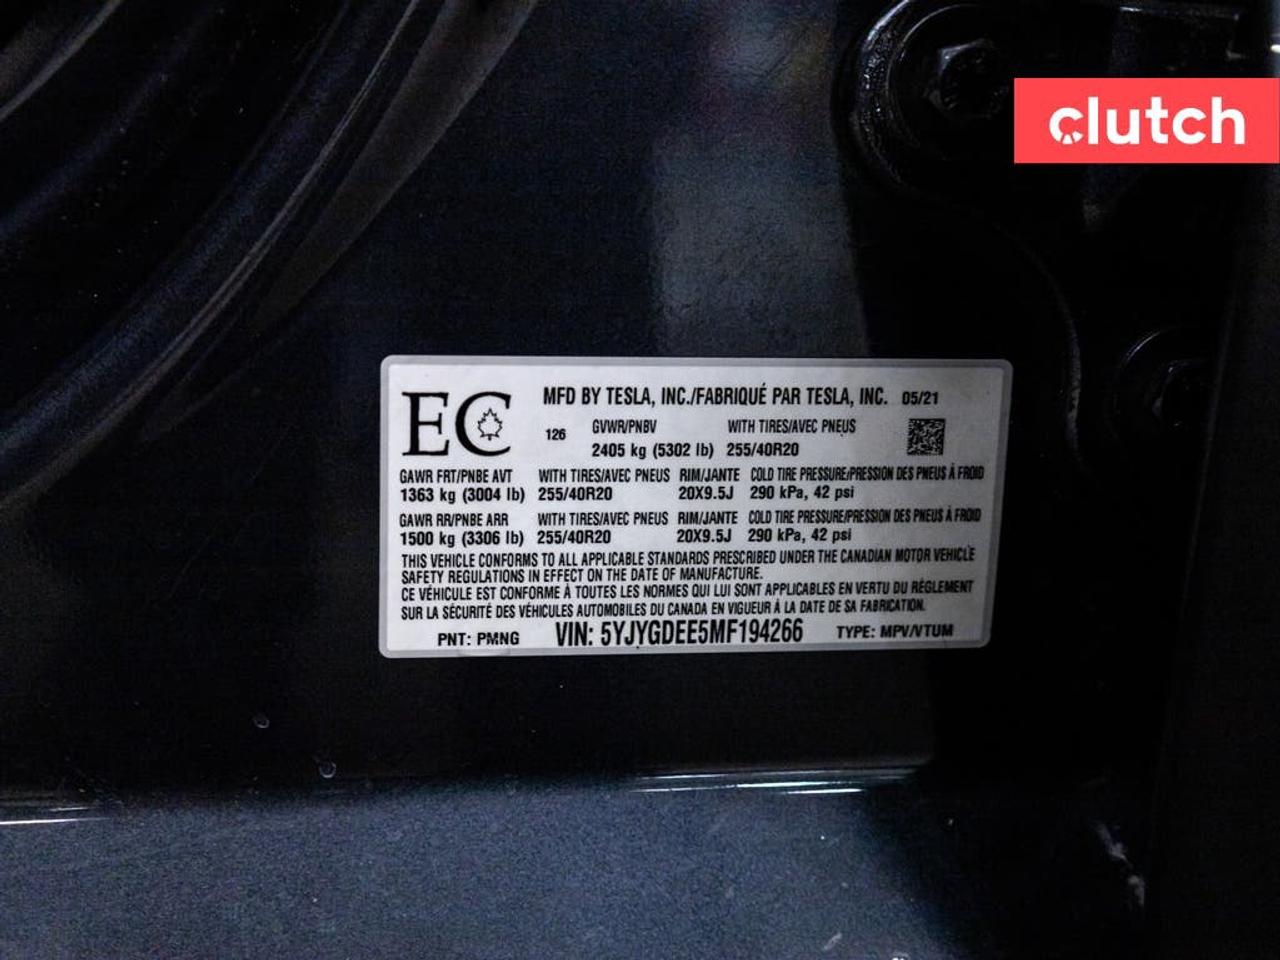 clutch
EC MFD BY TESLA, INC./FABRIQUÉ PAR TESLA, INC. 05/21
126 GVWR/PNBV WITH TIRES/AVEC PNEUS
2405 kg (5302 lb) 255/40R20
GAWR FRT/PNBE AVT WITH TIRES/AVEC PNEUS RIM/JANTE COLD TIRE PRESSURE/PRESSION DES PNEUS À FROID
1363 kg (3004 lb) 255/40R20 20X9.5J 290 kPa, 42 psi
GAWR RR/PNBE ARR WITH TIRES/AVEC PNEUS RIM/JANTE COLD TIRE PRESSURE/PRESSION DES PNEUS À FROID
1500 kg (3306 lb) 255/40R20 20X9.5J 290 kPa, 42 psi
THIS VEHICLE CONFORMS TO ALL APPLICABLE STANDARDS PRESCRIBED UNDER THE CANADIAN MOTOR VEHICLE
SAFETY REGULATIONS IN EFFECT ON THE DATE OF MANUFACTURE.
CE VÉHICULE EST CONFORME À TOUTES LES NORMES QUI LUI SONT APPLICABLES EN VERTU DU RÈGLEMENT
SUR LA SÉCURITÉ DES VÉHICULES AUTOMOBILES DU CANADA EN VIGUEUR À LA DATE DE SA FABRICATION.
PNT: PMNG VIN: 5YJYGDEE5MF194266 TYPE: MPV/VTUM